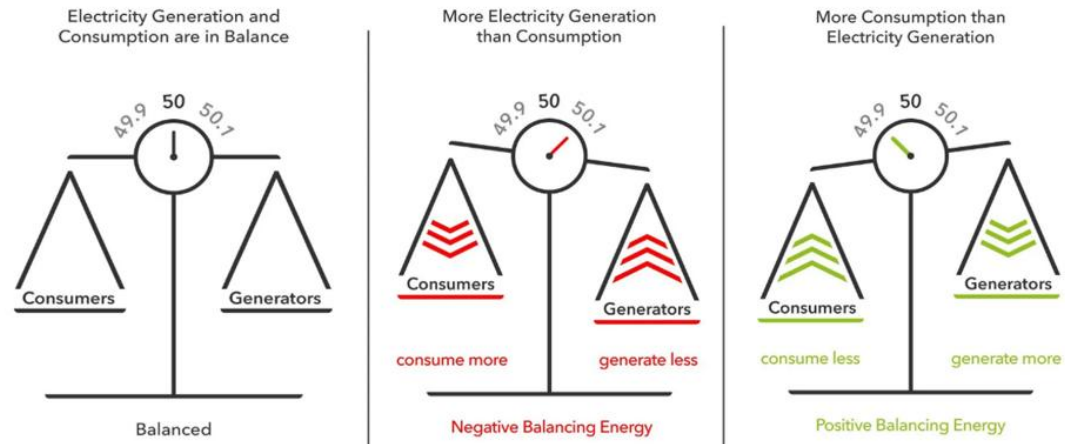 Electricity Generation and
Consumption are in Balance
49.9
50
50.1
Consumers
Generators
Balanced
More Electricity Generation
than Consumption
49.9
50
50.1
Consumers
Generators
consume more
generate less
Negative Balancing Energy
More Consumption than
Electricity Generation
49.9
50
50.1
Consumers
Generators
consume less
generate more
Positive Balancing Energy